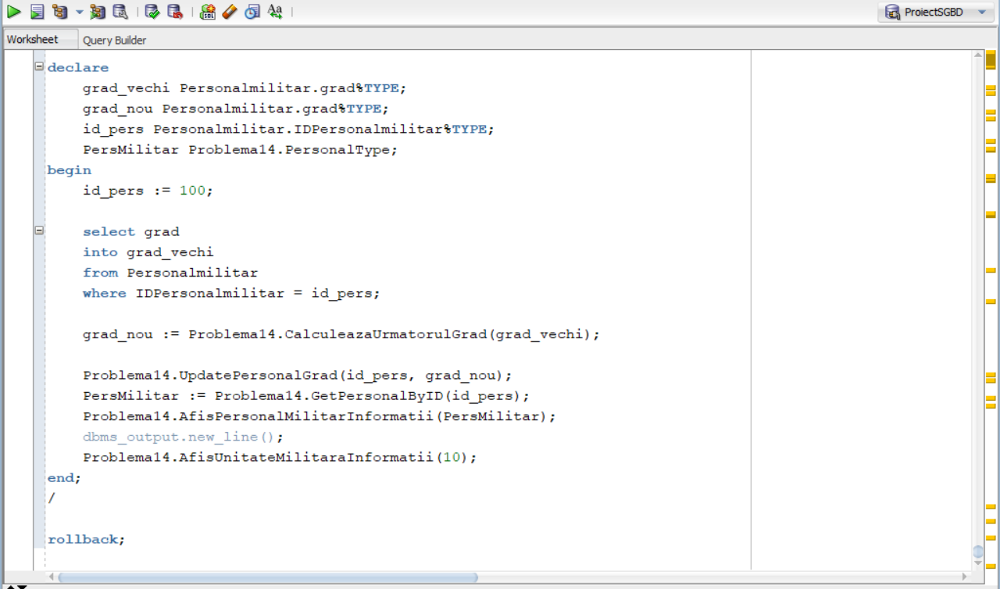 ProiectSGBD
Worksheet Query Builder
declare
grad_vechi Personalmilitar.grad%TYPE;
grad_nou Personalmilitar.grad%TYPE;
id_pers Personalmilitar.IDPersonalmilitar%TYPE;
PersMilitar Problema14.PersonalType;
begin
id_pers := 100;
select grad
into grad_vechi
from Personalmilitar
where IDPersonalmilitar = id_pers;
grad_nou := Problema14.CalculeazaUrmatorulGrad(grad_vechi);
Problema14.UpdatePersonalGrad(id_pers, grad_nou);
PersMilitar := Problema14.GetPersonalByID(id_pers);
Problema14.AfisPersonalMilitarInformatii(PersMilitar);
dbms_output.new_line();
Problema14.AfisUnitateMilitaraInformatii(10);
end;
/
rollback;